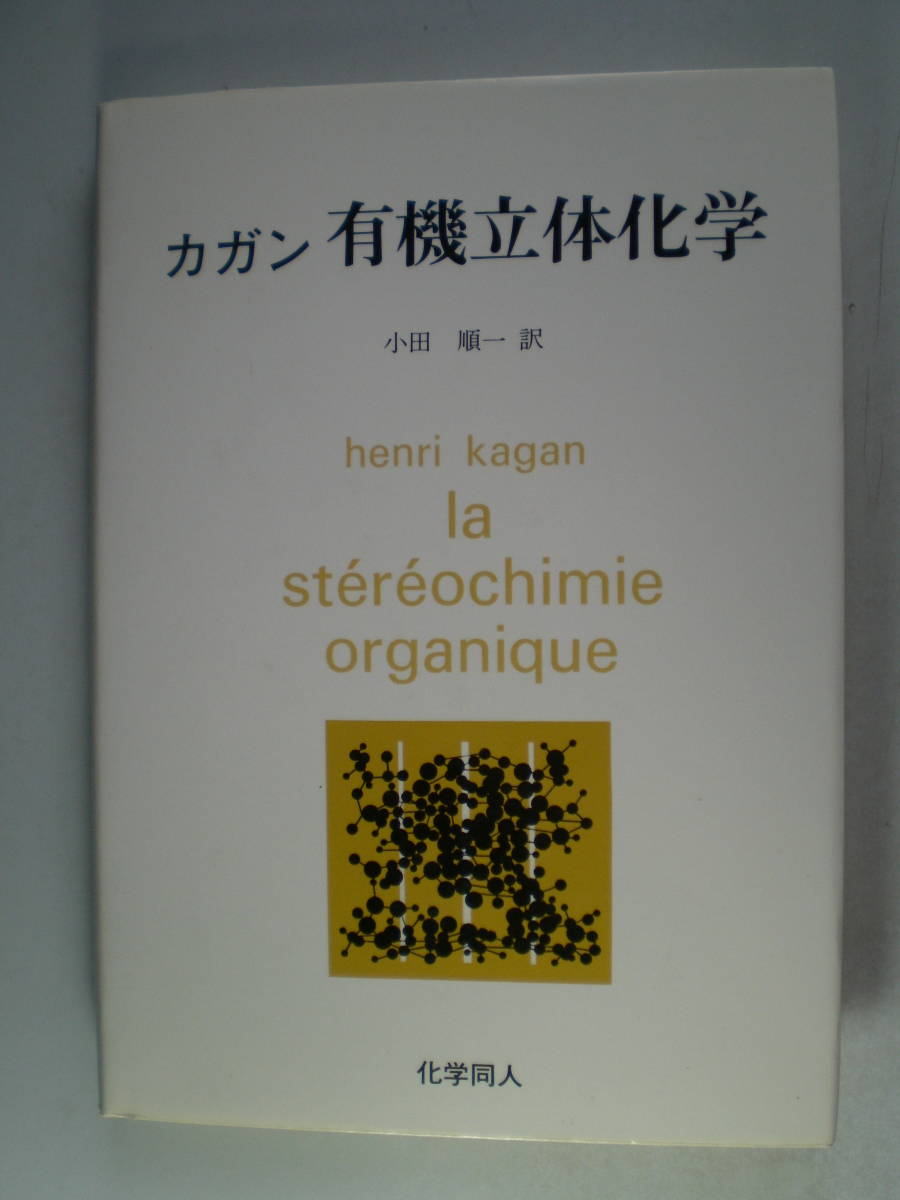 カガン 有機立体化学
小田 順一 訳
henri kagan
la
stéréochimie
organique
化学同人